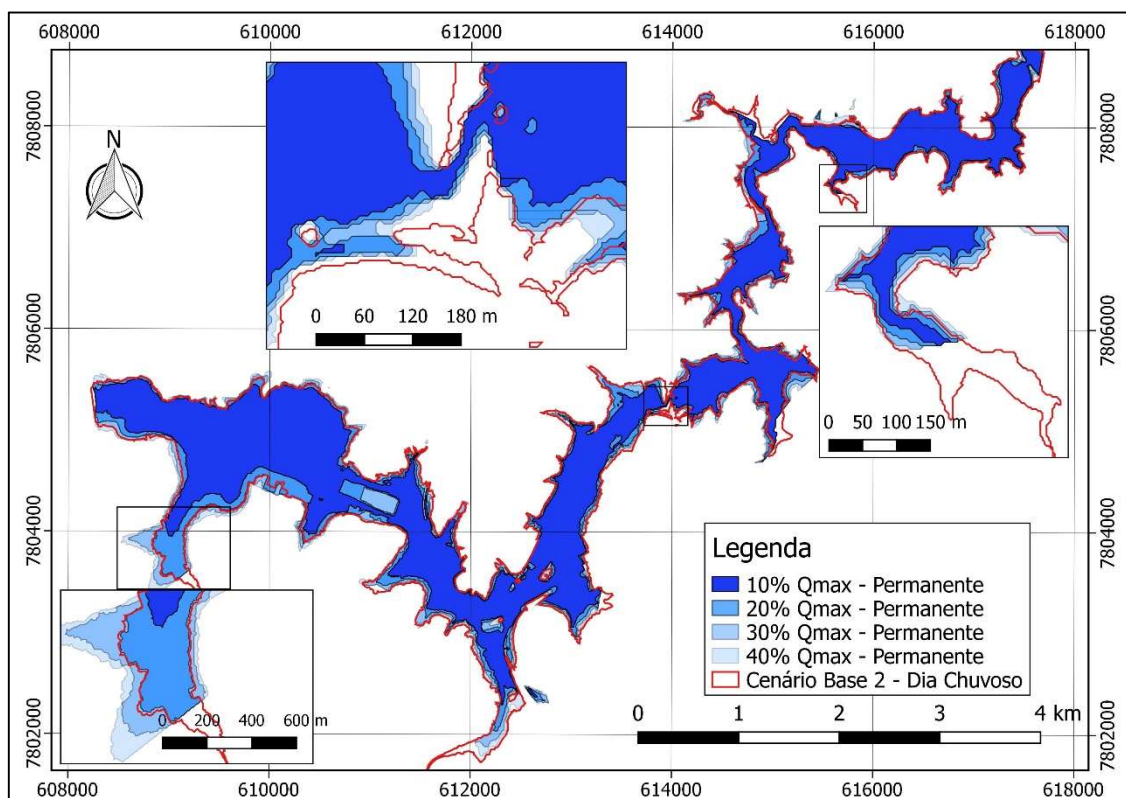 608000 610000 612000 614000 616000 618000
7808000
7808000
N
0 60 120 180 m
7806000
7806000
0 50 100 150 m
7804000
7804000
Legenda
10% Qmax - Permanente
20% Qmax - Permanente
30% Qmax - Permanente
40% Qmax - Permanente
Cenário Base 2 - Dia Chuvoso
0 200 400 600 m
0 1 2 3 4 km
7802000
7802000
608000 610000 612000 614000 616000 618000